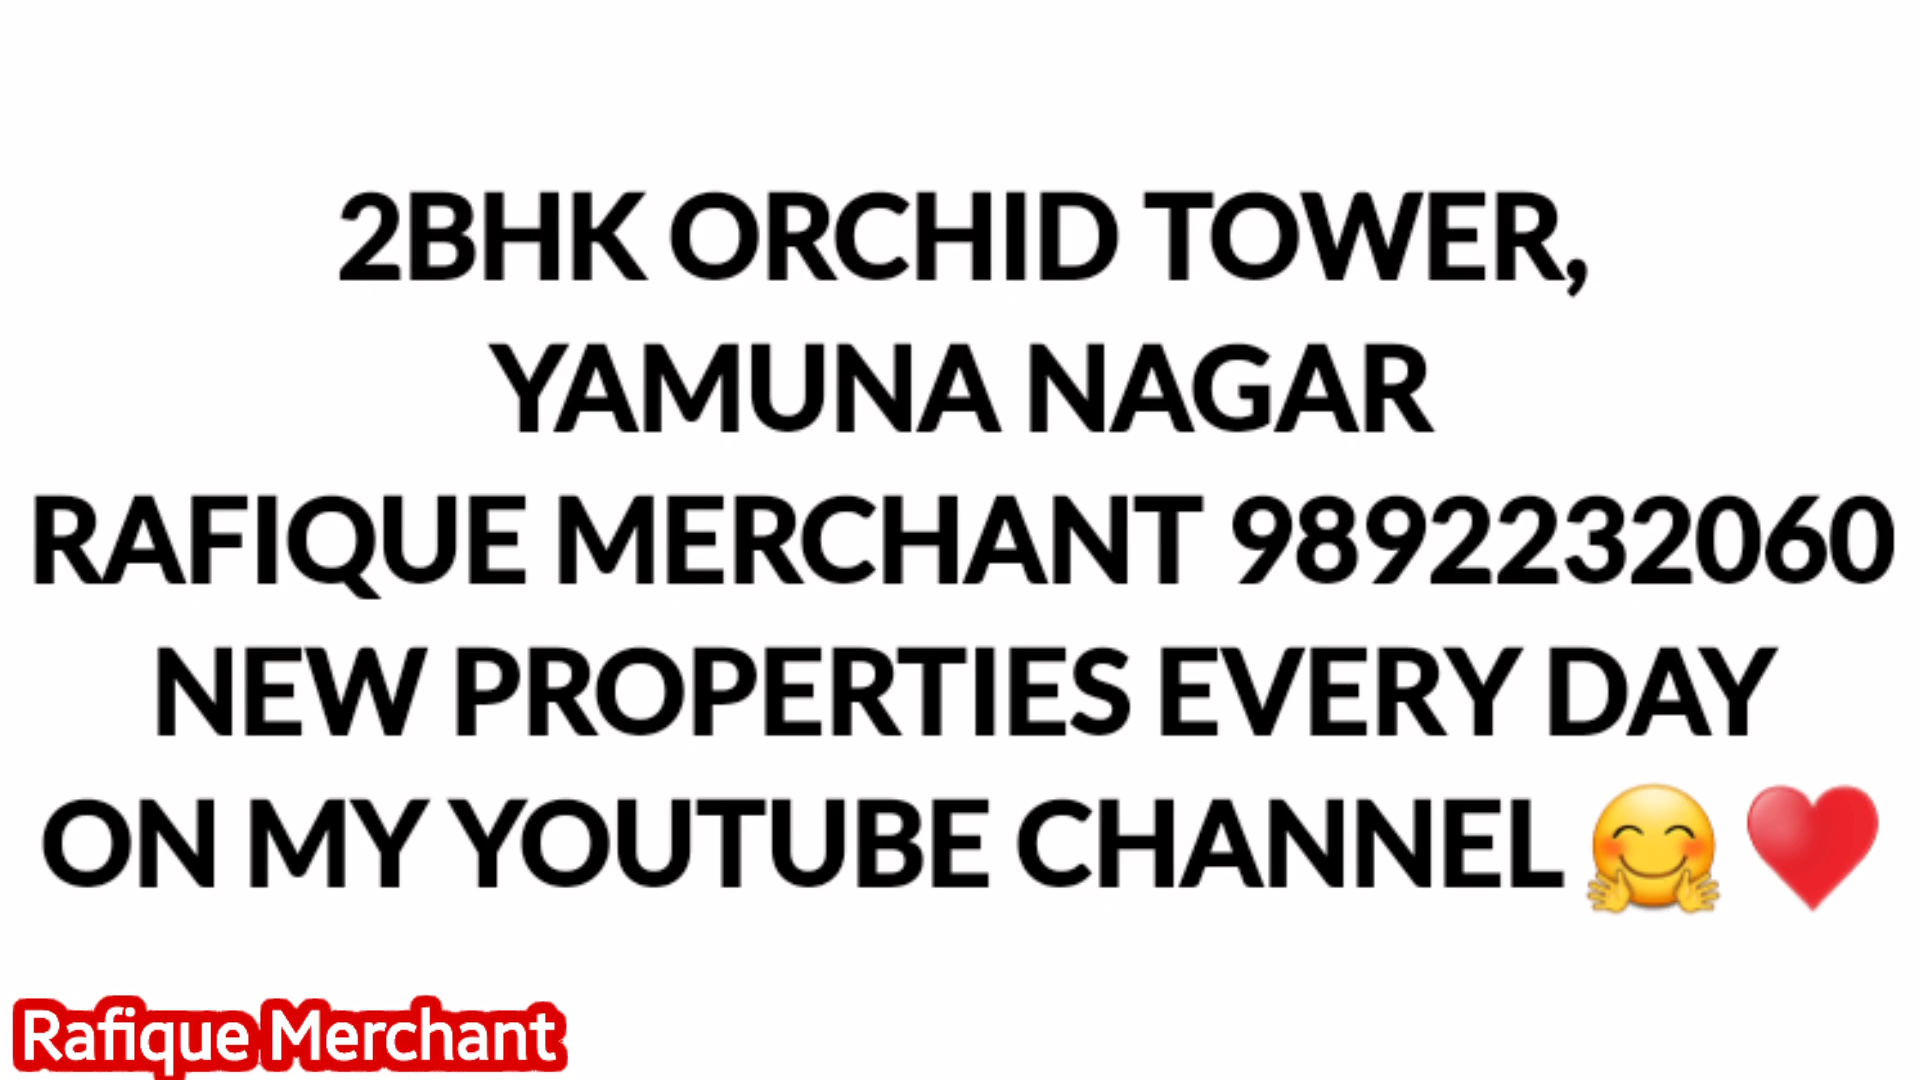 2BHK ORCHID TOWER,
YAMUNA NAGAR
RAFIQUE MERCHANT 9892232060
NEW PROPERTIES EVERY DAY
ON MY YOUTUBE CHANNEL 🤗 ♥️
Rafique Merchant